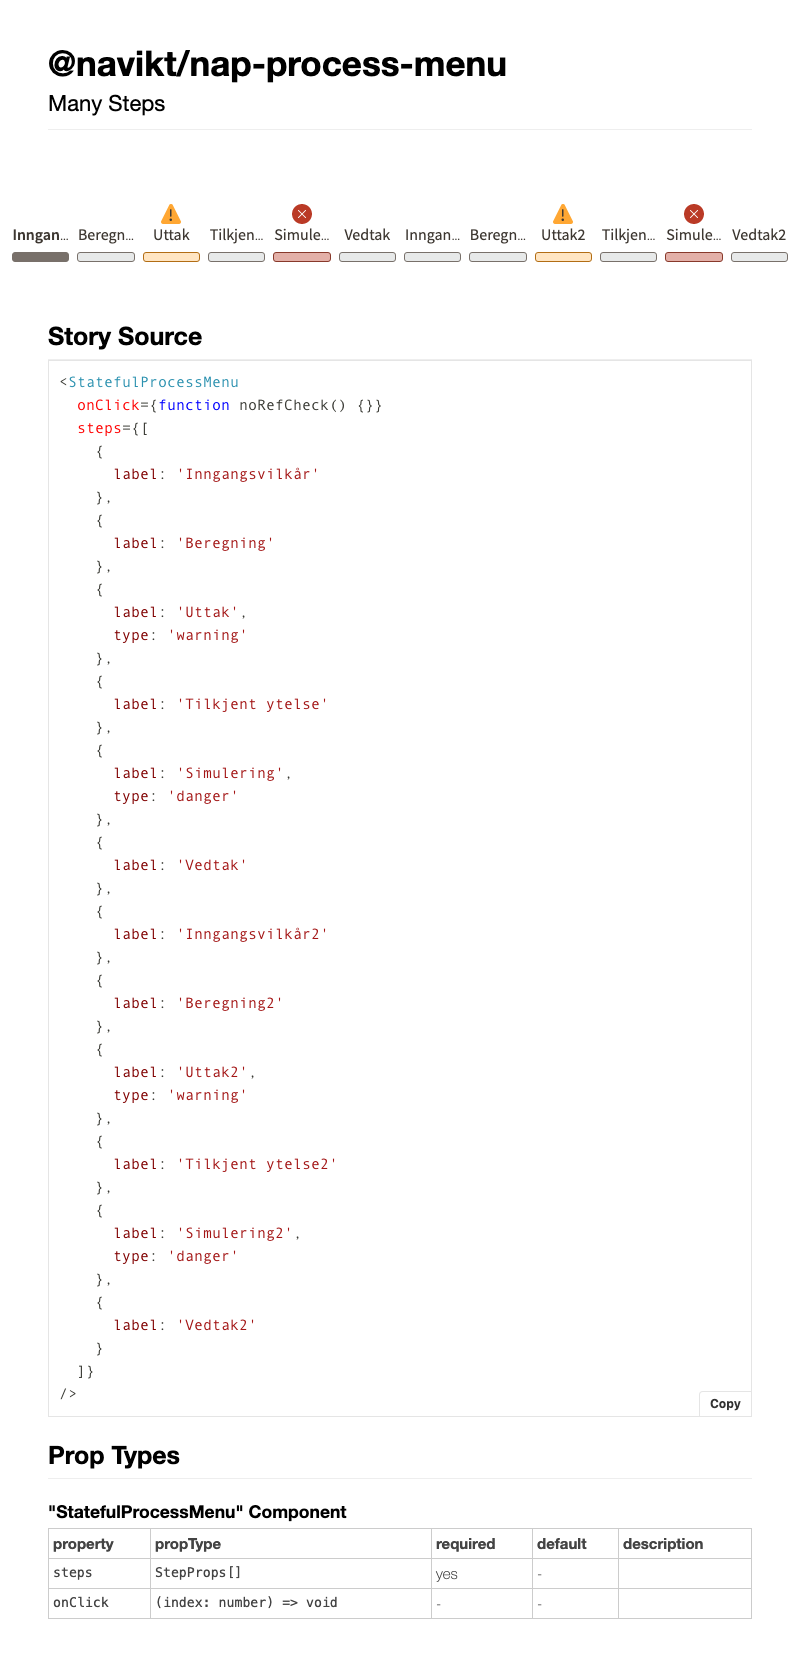 @navikt/nap-process-menu
Many Steps
Inngan... Beregn... Uttak Tilkjen... Simule... Vedtak Inngan... Beregn... Uttak2 Tilkjen... Simule... Vedtak2
Story Source
<StatefulProcessMenu
  onClick={function noRefCheck() {}}
  steps={[
    {
      label: 'Inngangsvilkår'
    },
    {
      label: 'Beregning'
    },
    {
      label: 'Uttak',
      type: 'warning'
    },
    {
      label: 'Tilkjent ytelse'
    },
    {
      label: 'Simulering',
      type: 'danger'
    },
    {
      label: 'Vedtak'
    },
    {
      label: 'Inngangsvilkår2'
    },
    {
      label: 'Beregning2'
    },
    {
      label: 'Uttak2',
      type: 'warning'
    },
    {
      label: 'Tilkjent ytelse2'
    },
    {
      label: 'Simulering2',
      type: 'danger'
    },
    {
      label: 'Vedtak2'
    }
  ]}
/>
Copy
Prop Types
"StatefulProcessMenu" Component
property propType required default description
steps StepProps[] yes -
onClick (index: number) => void - -